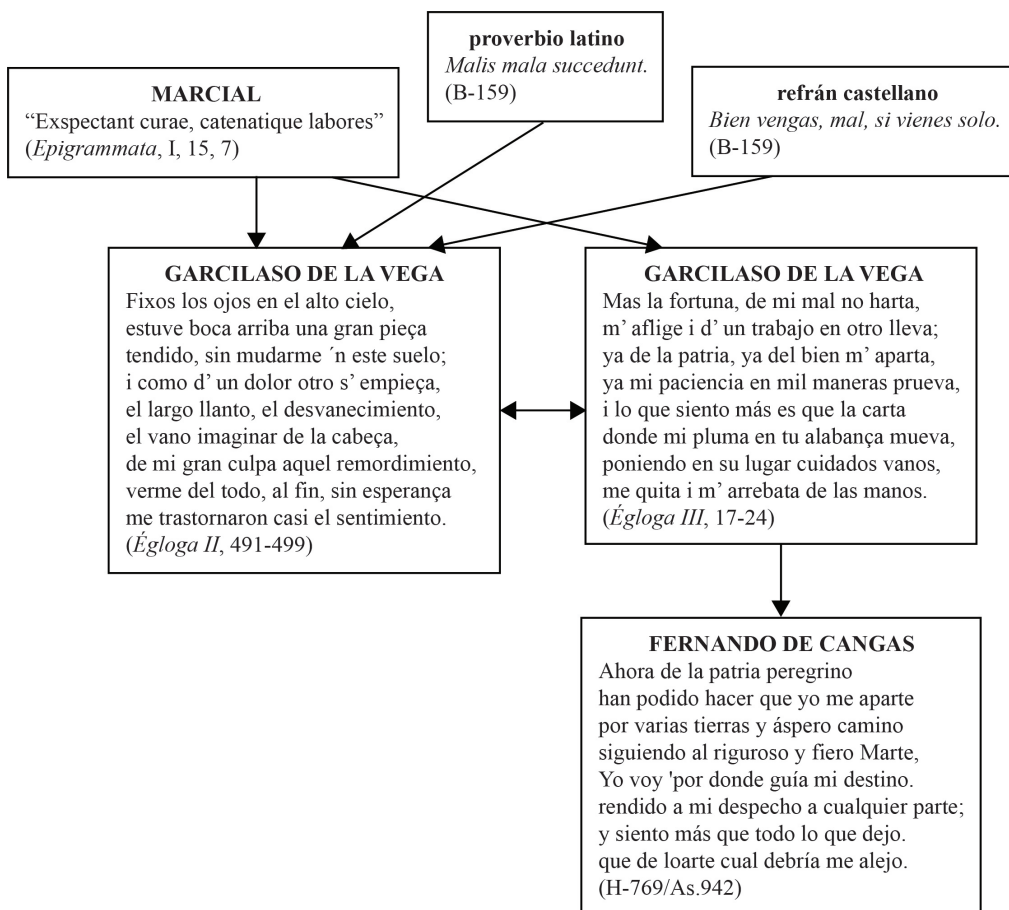 proverbio latino
Malis mala succedunt.
(B-159)
MARCIAL
“Exspectant curae, catenatique labores”
(Epigrammata, I, 15, 7)
refrán castellano
Bien vengas, mal, si vienes solo.
(B-159)
GARCILASO DE LA VEGA
Fixos los ojos en el alto cielo,
estuve boca arriba una gran pieça
tendido, sin mudarme ´n este suelo;
i como d’ un dolor otro s’ empieça,
el largo llanto, el desvanecimiento,
el vano imaginar de la cabeça,
de mi gran culpa aquel remordimiento,
verme del todo, al fin, sin esperança
me trastornaron casi el sentimiento.
(Égloga II, 491-499)
GARCILASO DE LA VEGA
Mas la fortuna, de mi mal no harta,
m’ aflige i d’ un trabajo en otro lleva;
ya de la patria, ya del bien m’ aparta,
ya mi paciencia en mil maneras prueva,
i lo que siento más es que la carta
donde mi pluma en tu alabança mueva,
poniendo en su lugar cuidados vanos,
me quita i m’ arrebata de las manos.
(Égloga III, 17-24)
FERNANDO DE CANGAS
Ahora de la patria peregrino
han podido hacer que yo me aparte
por varias tierras y áspero camino
siguiendo al riguroso y fiero Marte,
Yo voy 'por donde guía mi destino.
rendido a mi despecho a cualquier parte;
y siento más que todo lo que dejo.
que de loarte cual debría me alejo.
(H-769/As.942)